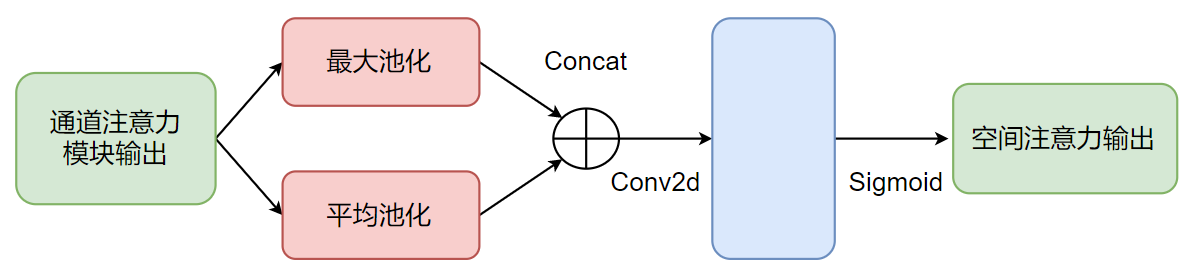 通道注意力
模块输出
最大池化
平均池化
Concat
Conv2d
Sigmoid
空间注意力输出